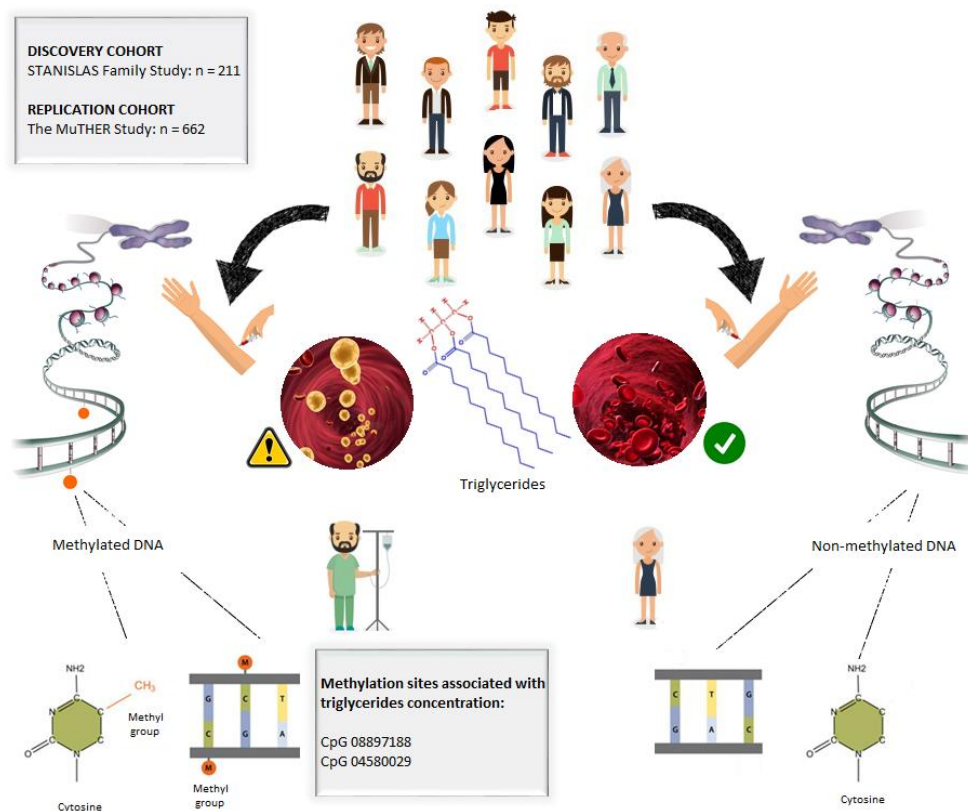 DISCOVERY COHORT
STANISLAS Family Study: n = 211
REPLICATION COHORT
The MuTHER Study: n = 662
Triglycerides
Methylated DNA
Non-methylated DNA
NH2
CH3
N
Methyl
group
O
N
Cytosine
M
G C T
C G A
M
Methyl
group
Methylation sites associated with
triglycerides concentration:
CpG 08897188
CpG 04580029
C T G
G A C
NH2
C
N
C
C
O
N
Cytosine